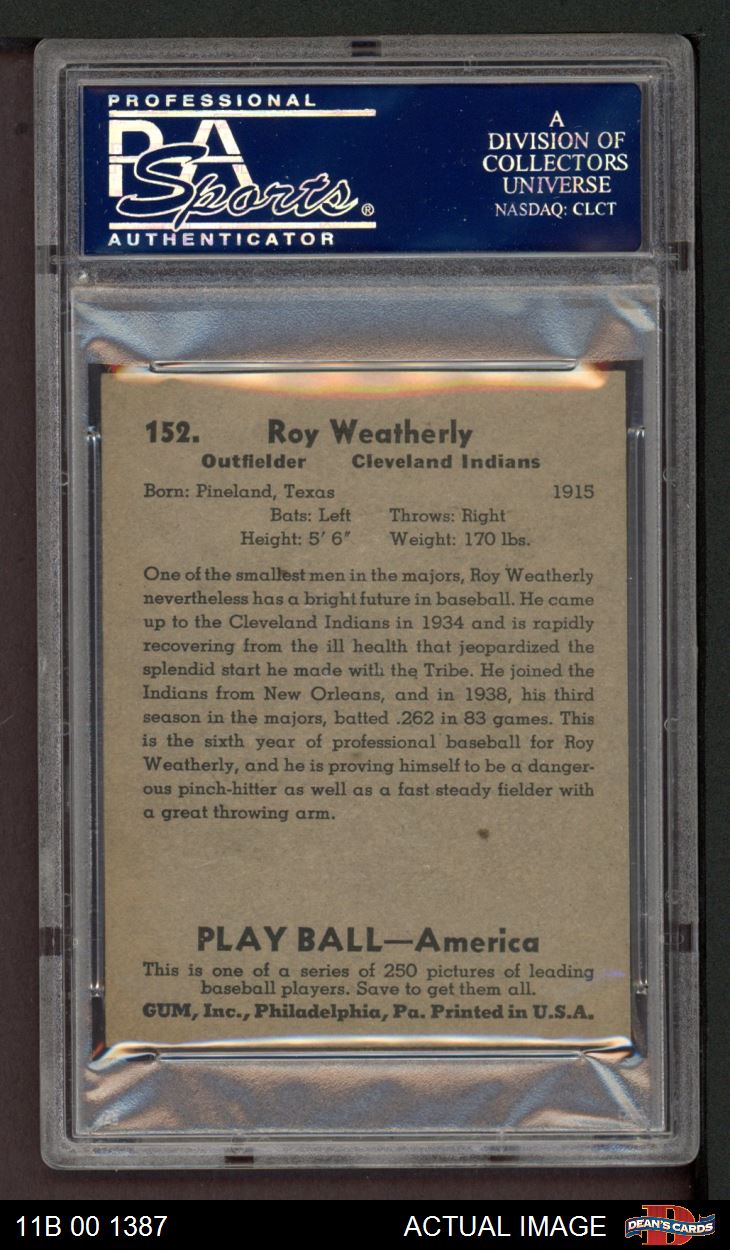 PROFESSIONAL
PSA
Sports®
AUTHENTICATOR
A
DIVISION OF
COLLECTORS
UNIVERSE
NASDAQ: CLCT
152. Roy Weatherly
Outfielder Cleveland Indians
Born: Pineland, Texas 1915
Bats: Left Throws: Right
Height: 5′ 6″ Weight: 170 lbs.
One of the smallest men in the majors, Roy Weatherly
nevertheless has a bright future in baseball. He came
up to the Cleveland Indians in 1934 and is rapidly
recovering from the ill health that jeopardized the
splendid start he made with the Tribe. He joined the
Indians from New Orleans, and in 1938, his third
season in the majors, batted .262 in 83 games. This
is the sixth year of professional baseball for Roy
Weatherly, and he is proving himself to be a danger-
ous pinch-hitter as well as a fast steady fielder with
a great throwing arm.
PLAY BALL—America
This is one of a series of 250 pictures of leading
baseball players. Save to get them all.
GUM, Inc., Philadelphia, Pa. Printed in U.S.A.
11B 00 1387 ACTUAL IMAGE DEAN'S CARDS